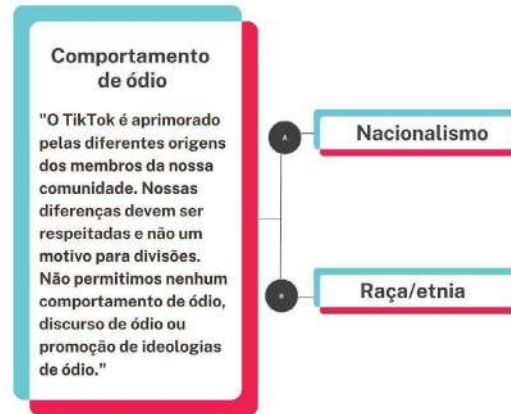 Comportamento
de ódio
"O TikTok é aprimorado
pelas diferentes origens
dos membros da nossa
comunidade. Nossas
diferenças devem ser
respeitadas e não um
motivo para divisões.
Não permitimos nenhum
comportamento de ódio,
discurso de ódio ou
promoção de ideologias
de ódio."
A
Nacionalismo
Raça/etnia